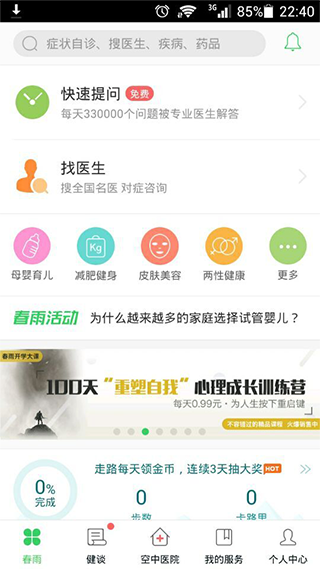 3G 85% 22:40
症状自诊、搜医生、疾病、药品
快速提问 免费
每天330000个问题被专业医生解答
找医生
搜全国名医 对症咨询
Kg
母婴育儿 减肥健身 皮肤美容 两性健康 更多
春雨活动 为什么越来越多的家庭选择试管婴儿？
春雨开学大课
100天“重塑自我”心理成长训练营
每天0.99元，为人生按下重启键
不容错过的精品课程 火爆销售中
走路每天领金币，连续3天抽大奖 HOT
0%
完成
0 0
步数 卡路里
春雨 健谈 空中医院 我的服务 个人中心